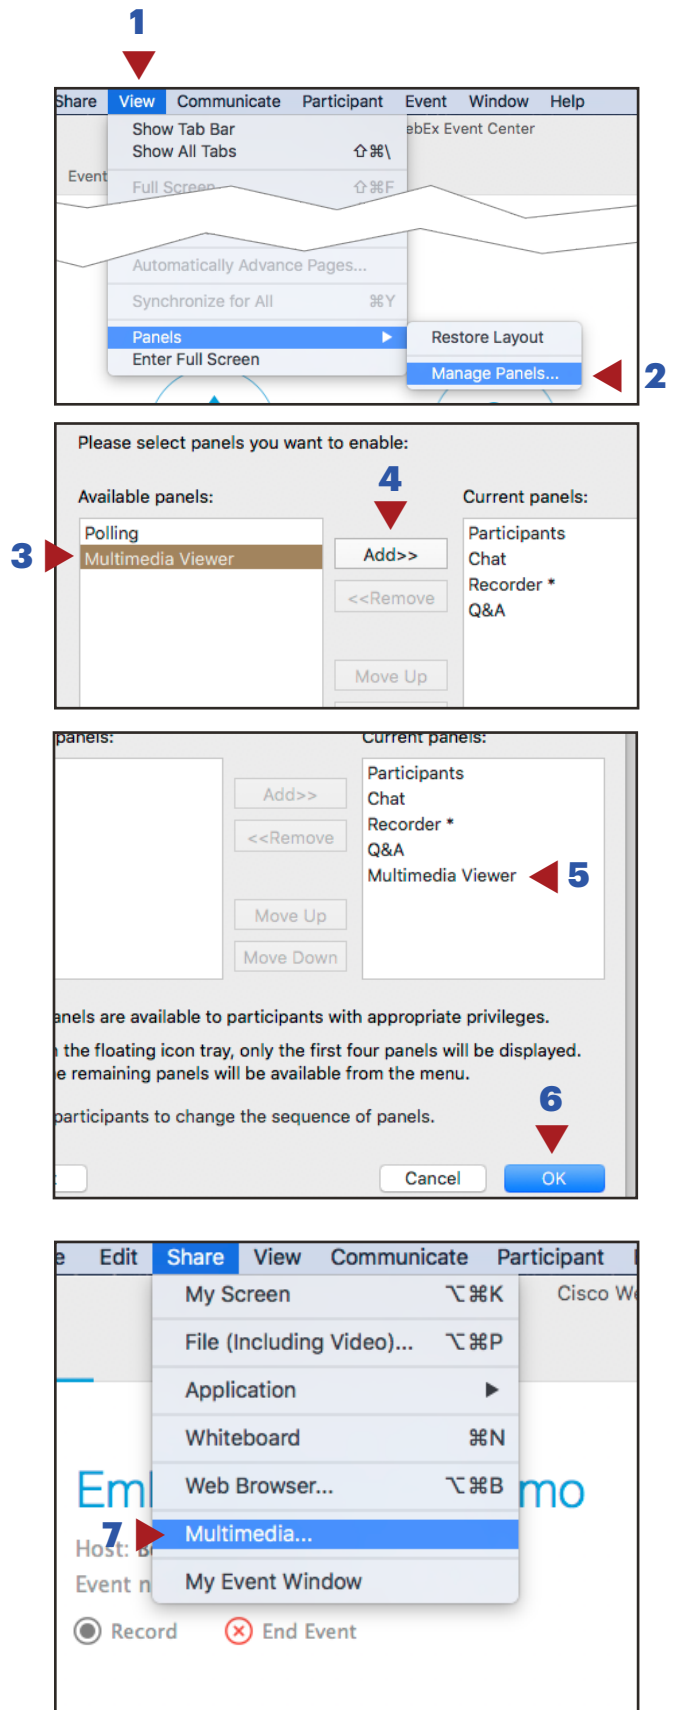 1
Share View Communicate Participant Event Window Help
Show Tab Bar
ebEx Event Center
Show All Tabs ⇧⌘\
Event
Full Screen ⇧⌘F
Automatically Advance Pages...
Synchronize for All ⌘Y
Panels ▶ Restore Layout
Enter Full Screen
Manage Panels... 2
Please select panels you want to enable:
4
Available panels: Current panels:
Polling Participants
3 Multimedia Viewer Add>> Chat
Recorder *
<<Remove
Q&A
Move Up
panels: Current panels:
Participants
Add>> Chat
Recorder *
<<Remove
Q&A
Multimedia Viewer 5
Move Up
Move Down
anels are available to participants with appropriate privileges.
the floating icon tray, only the first four panels will be displayed.
e remaining panels will be available from the menu.
6
participants to change the sequence of panels.
Cancel OK
e Edit Share View Communicate Participant
My Screen ⌥⌘K Cisco We
File (Including Video)... ⌥⌘P
Application ▶
Whiteboard ⌘N
Em Web Browser... ⌥⌘B mo
7 Multimedia...
Host: B
Event n My Event Window
Record End Event